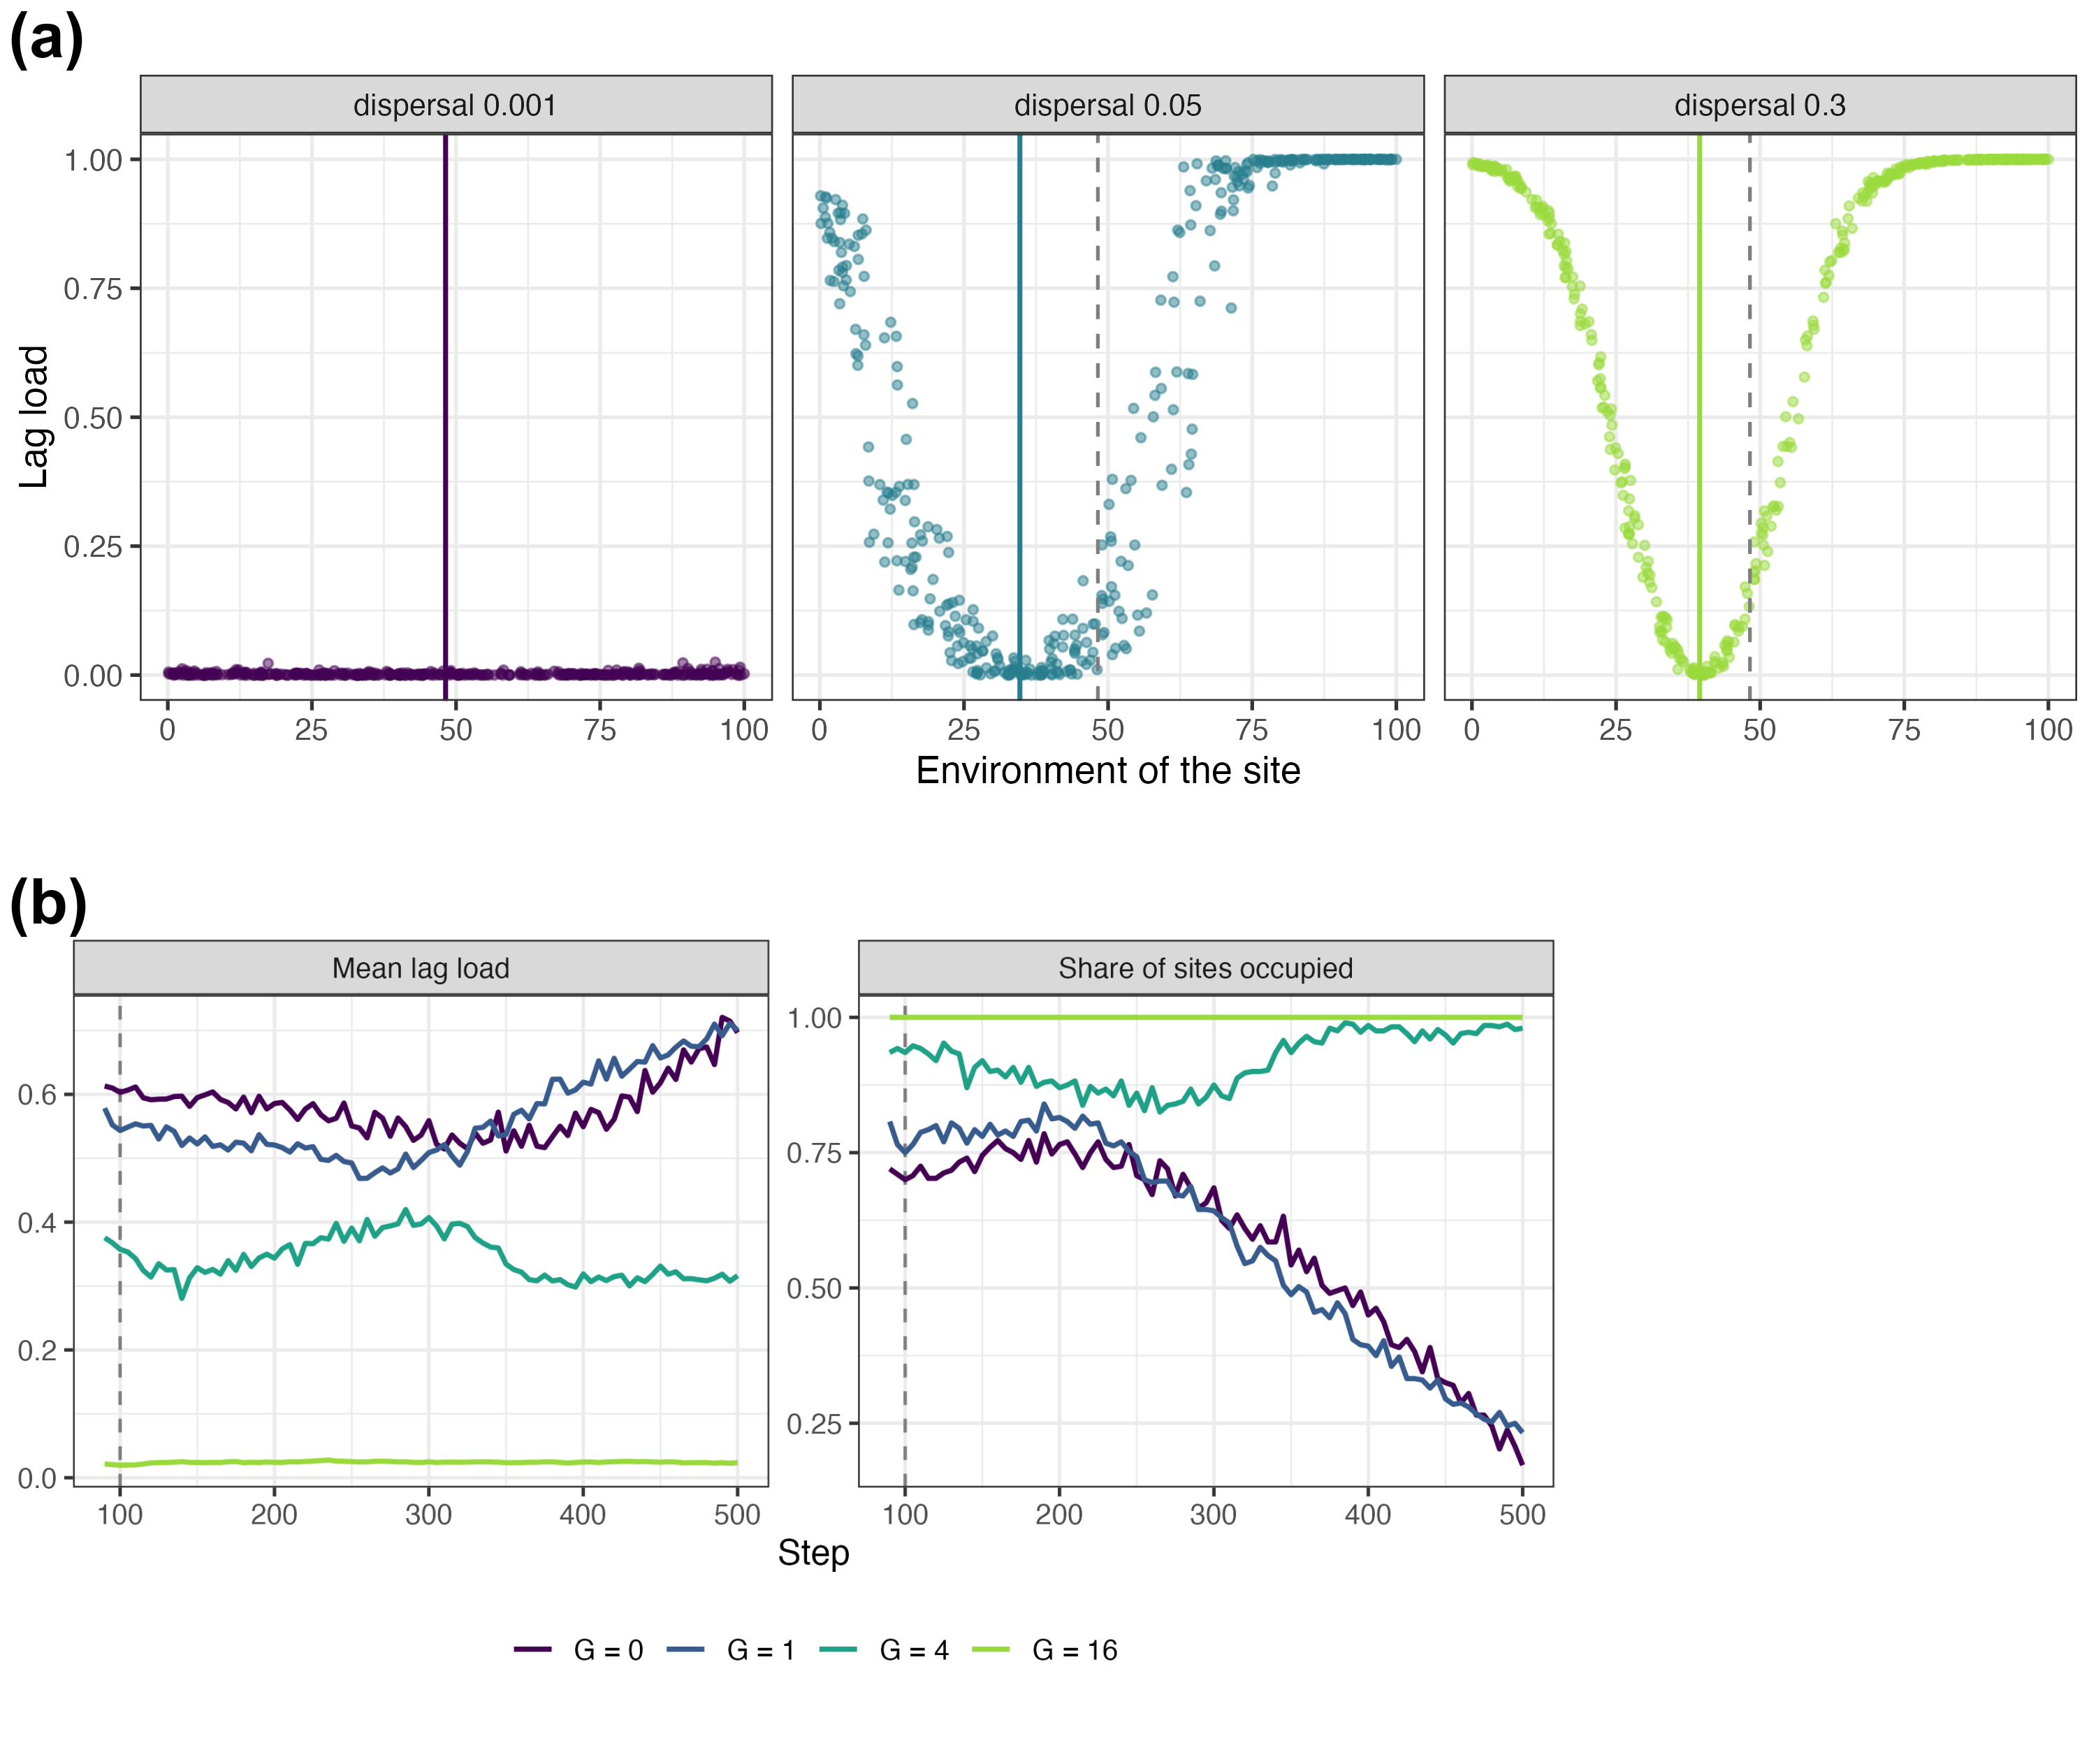 (a)
dispersal 0.001 dispersal 0.05 dispersal 0.3
Lag load
1.00
0.75
0.50
0.25
0.00
0 25 50 75 100 0 25 50 75 100 0 25 50 75 100
Environment of the site
(b)
Mean lag load Share of sites occupied
0.6
0.4
0.2
0.0
1.00
0.75
0.50
0.25
100 200 300 400 500 100 200 300 400 500
Step
G = 0 G = 1 G = 4 G = 16